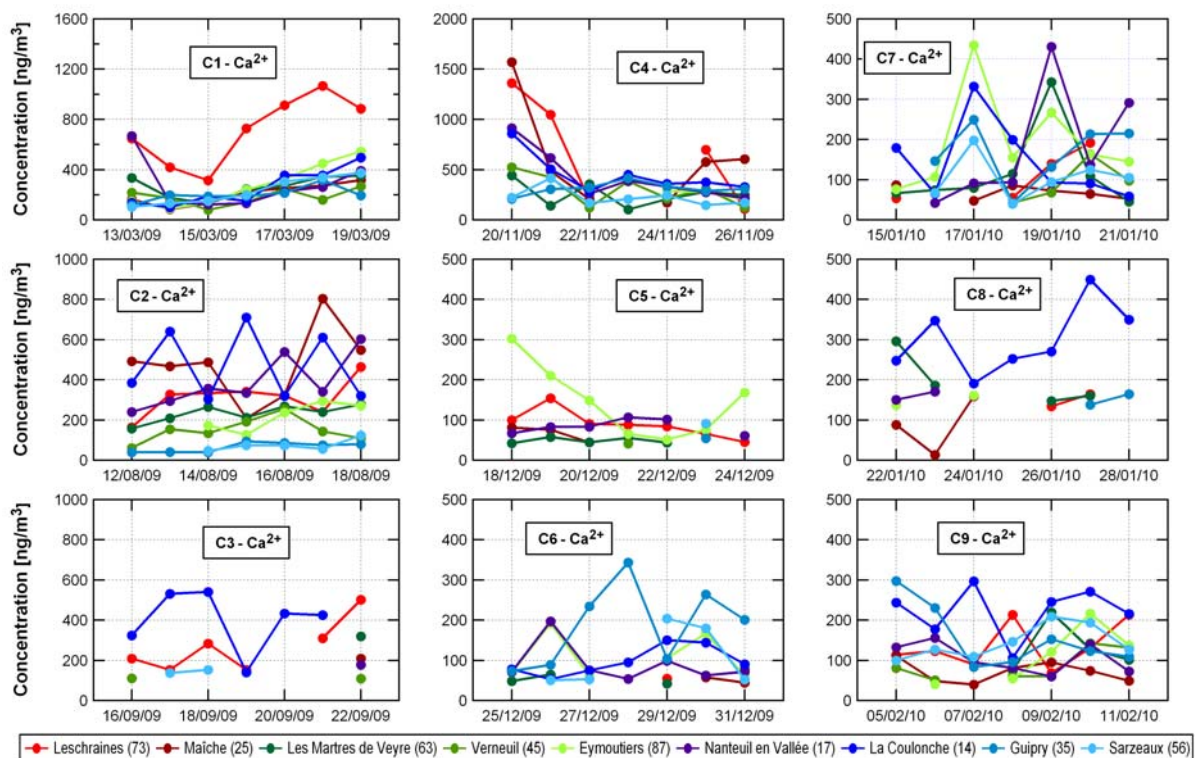 Concentration [ng/m³]
1600
1200
800
400
0
C1 - Ca²⁺
13/03/09 15/03/09 17/03/09 19/03/09
2000
1500
1000
500
0
C4 - Ca²⁺
20/11/09 22/11/09 24/11/09 26/11/09
500
400
300
200
100
0
C7 - Ca²⁺
15/01/10 17/01/10 19/01/10 21/01/10
Concentration [ng/m³]
1000
800
600
400
200
0
C2 - Ca²⁺
12/08/09 14/08/09 16/08/09 18/08/09
500
400
300
200
100
0
C5 - Ca²⁺
18/12/09 20/12/09 22/12/09 24/12/09
500
400
300
200
100
0
C8 - Ca²⁺
22/01/10 24/01/10 26/01/10 28/01/10
Concentration [ng/m³]
1000
800
600
400
200
0
C3 - Ca²⁺
16/09/09 18/09/09 20/09/09 22/09/09
500
400
300
200
100
0
C6 - Ca²⁺
25/12/09 27/12/09 29/12/09 31/12/09
500
400
300
200
100
0
C9 - Ca²⁺
05/02/10 07/02/10 09/02/10 11/02/10
Leschraines (73) Maîche (25) Les Martres de Veyre (63) Verneuil (45) Eymoutiers (87) Nanteuil en Vallée (17) La Coulonche (14) Guipry (35) Sarzeaux (56)